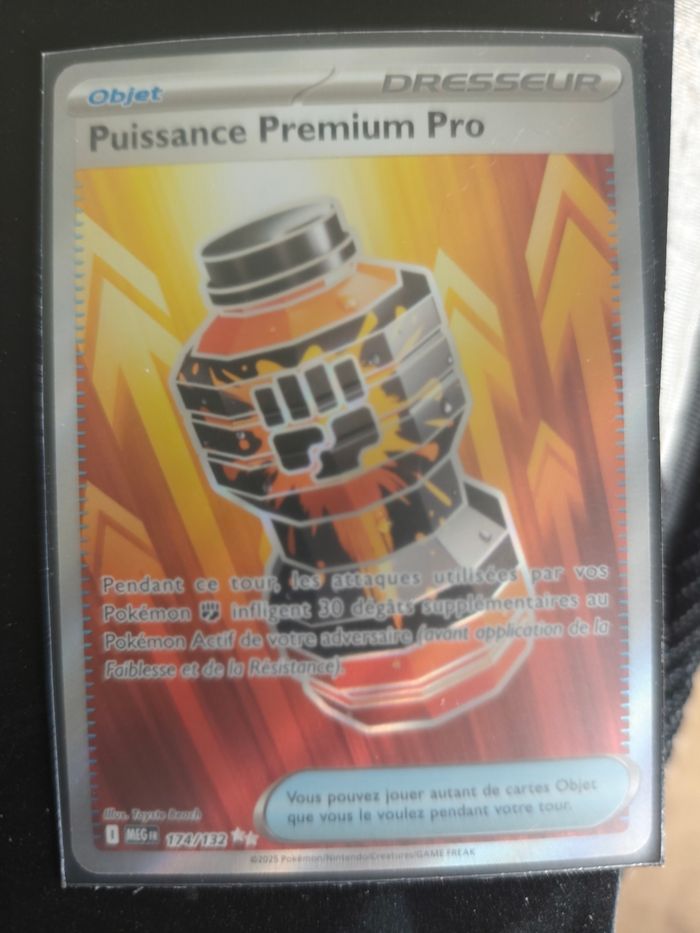 Objet
DRESSEUR
Puissance Premium Pro
Pendant ce tour, les attaques utilisées par vos
Pokémon infligent 30 dégâts supplémentaires au
Pokémon Actif de votre adversaire (avant application de la
Faiblesse et de la Résistance).
Vous pouvez jouer autant de cartes Objet
que vous le voulez pendant votre tour.
Illus. Toyste Beach
I MEG FR 174/132
©2025 Pokémon/Nintendo/Creatures/GAME FREAK